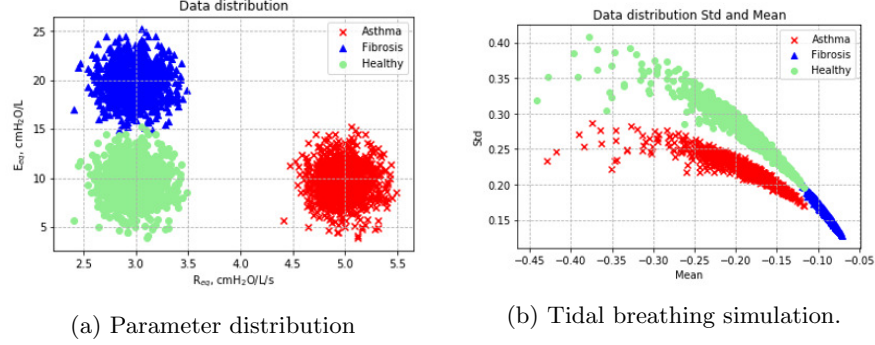 Data distribution
Asthma
Fibrosis
Healthy
25
20
15
10
5
E_eq, cmH₂O/L
2.5 3.0 3.5 4.0 4.5 5.0 5.5
R_eq, cmH₂O/L/s
(a) Parameter distribution
Data distribution Std and Mean
Asthma
Fibrosis
Healthy
0.40
0.35
0.30
0.25
0.20
0.15
Std
−0.45 −0.40 −0.35 −0.30 −0.25 −0.20 −0.15 −0.10 −0.05
Mean
(b) Tidal breathing simulation.